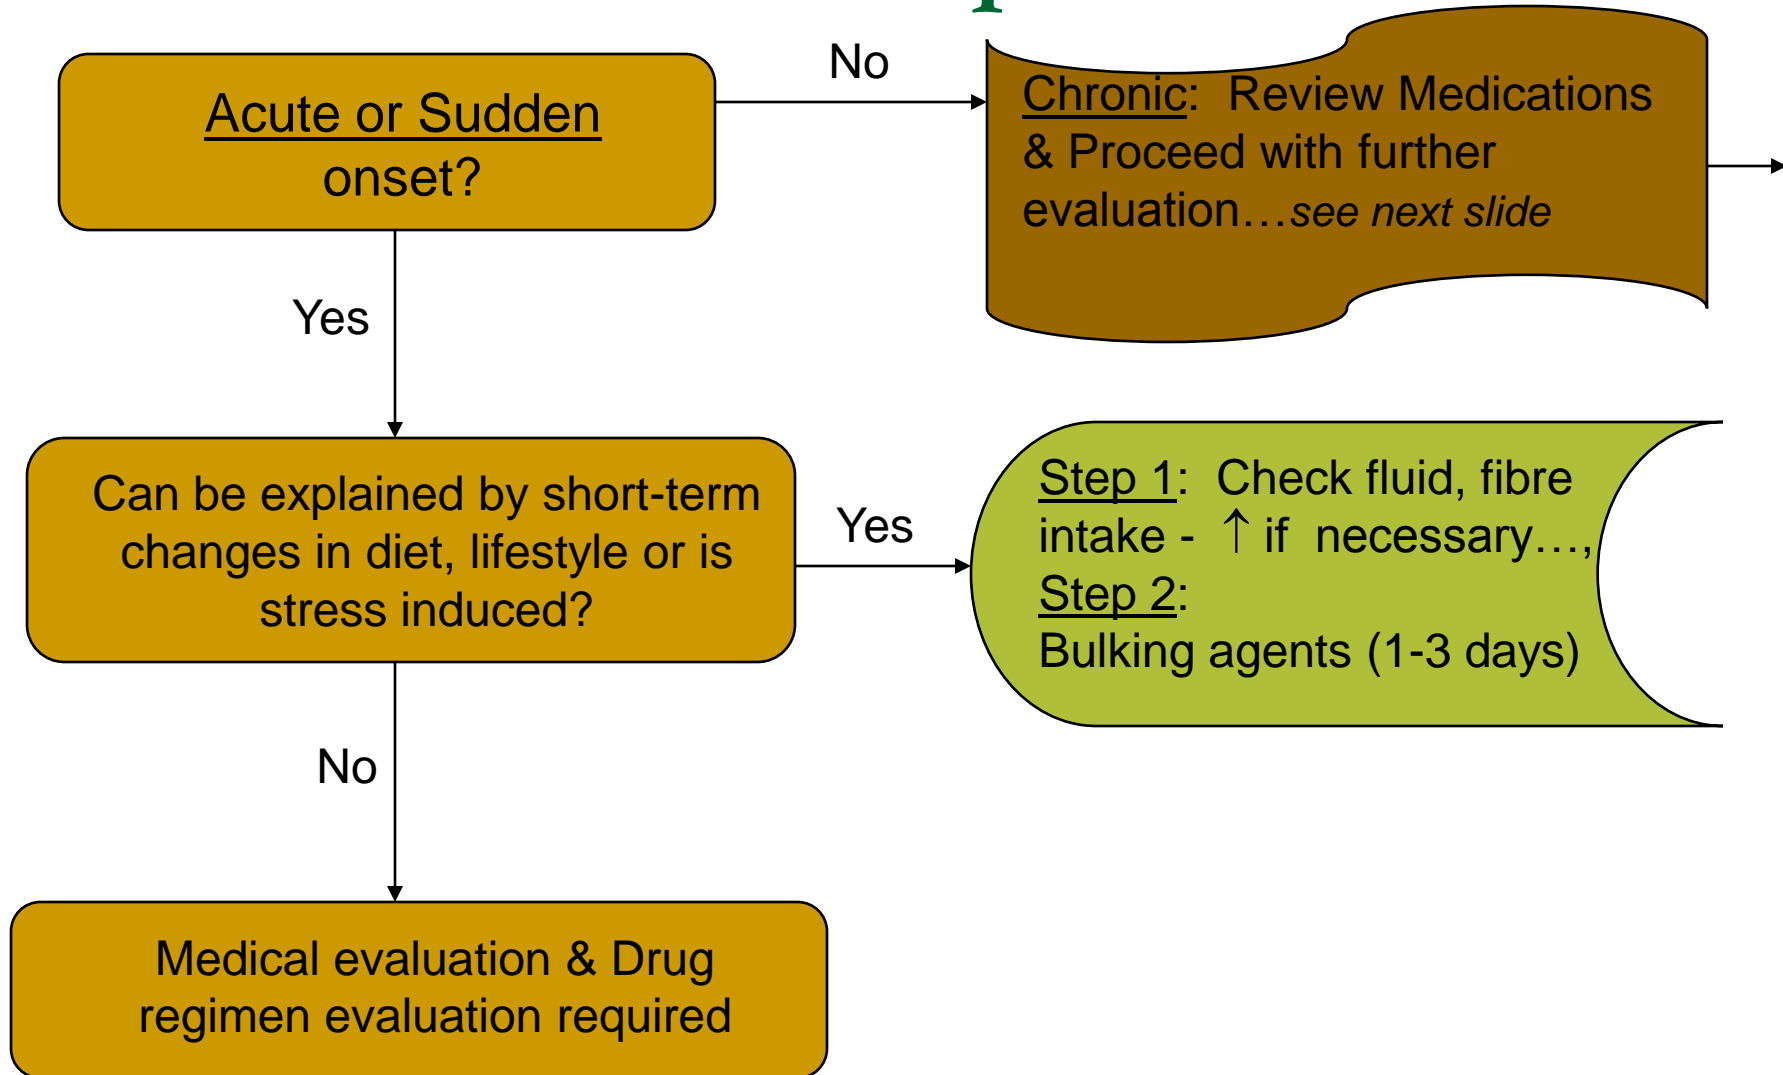 No
Acute or Sudden
onset?
Chronic: Review Medications
& Proceed with further
evaluation…see next slide
Yes
Can be explained by short-term
changes in diet, lifestyle or is
stress induced?
Yes
Step 1: Check fluid, fibre
intake - ↑ if necessary…,
Step 2:
Bulking agents (1-3 days)
No
Medical evaluation & Drug
regimen evaluation required